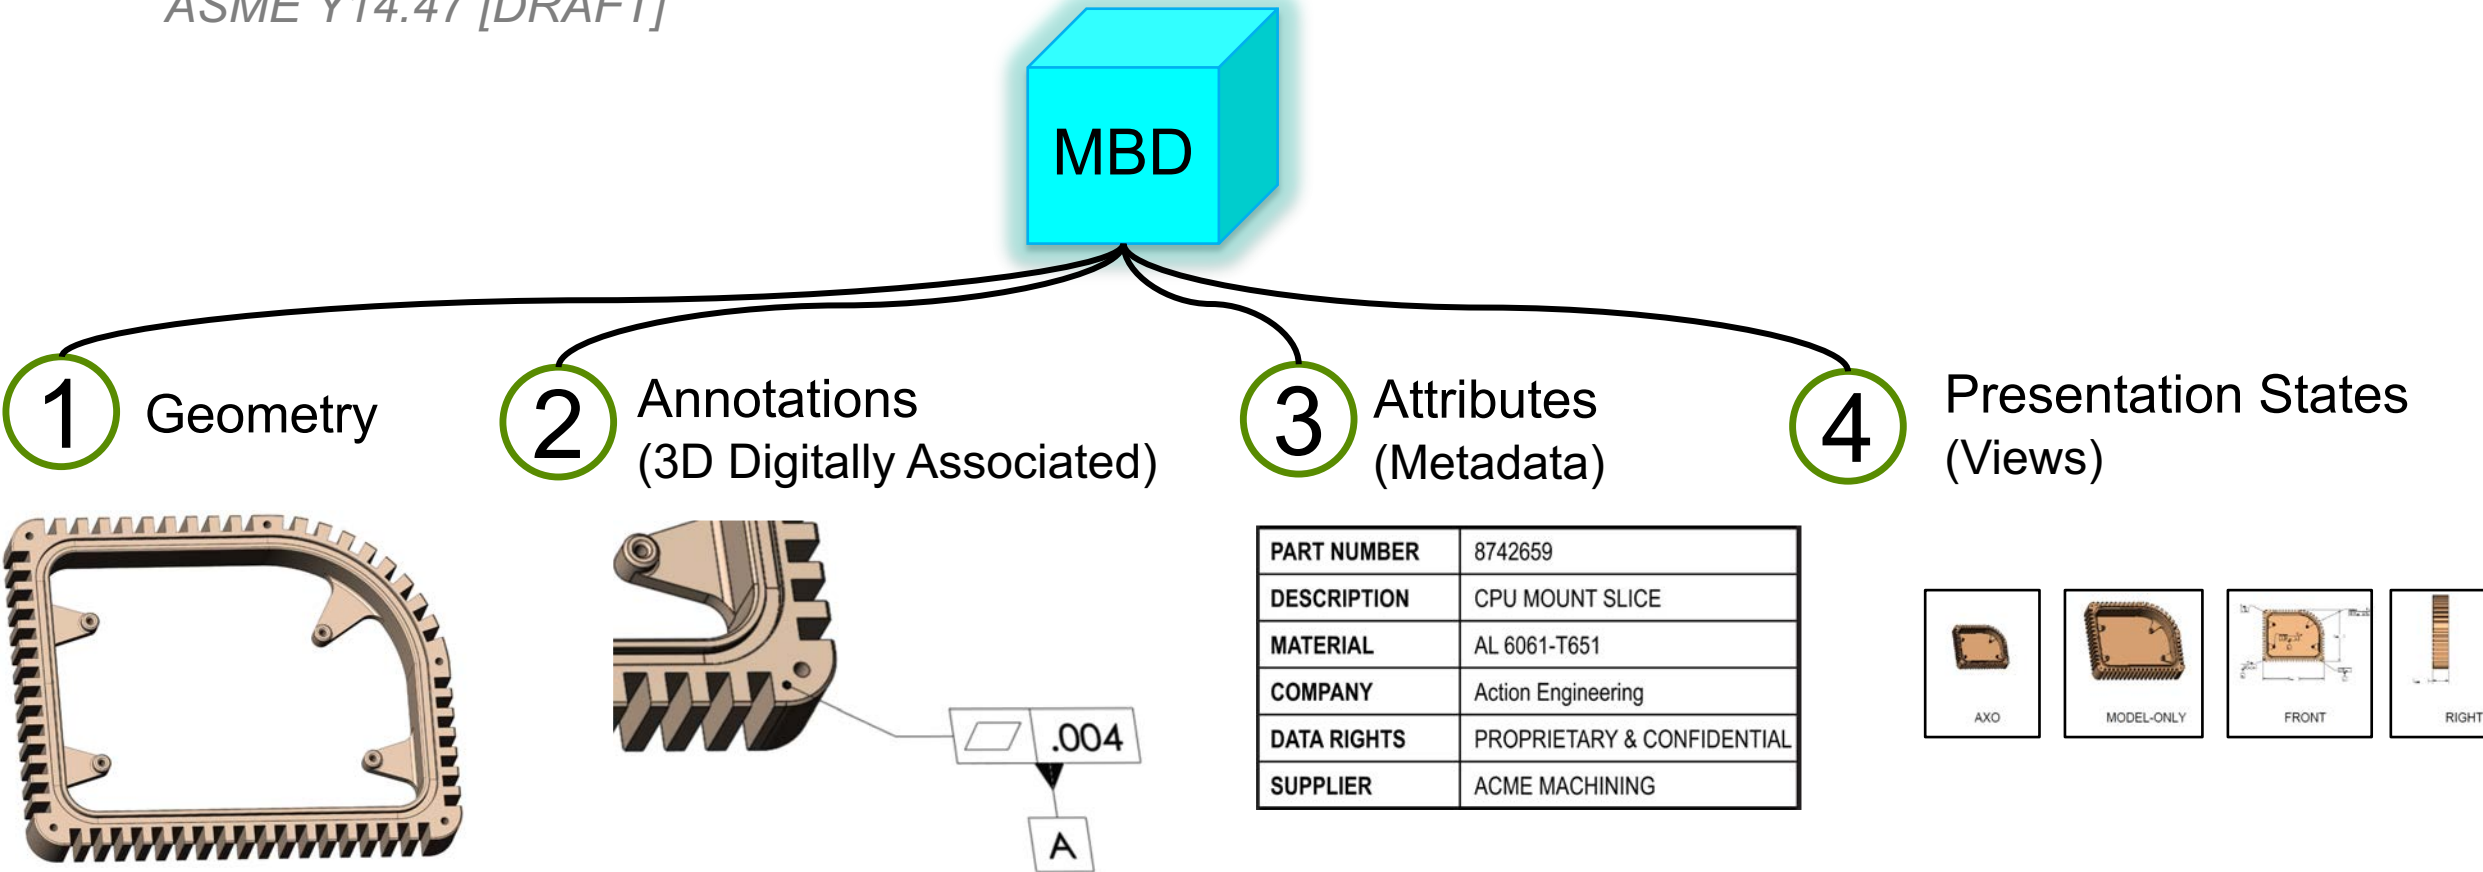 ASME Y14.47 [DRAFT]
MBD
1 Geometry
2 Annotations
(3D Digitally Associated)
3 Attributes
(Metadata)
4 Presentation States
(Views)
.004
A
PART NUMBER 8742659
DESCRIPTION CPU MOUNT SLICE
MATERIAL AL 6061-T651
COMPANY Action Engineering
DATA RIGHTS PROPRIETARY & CONFIDENTIAL
SUPPLIER ACME MACHINING
AXO
MODEL-ONLY
FRONT
RIGHT